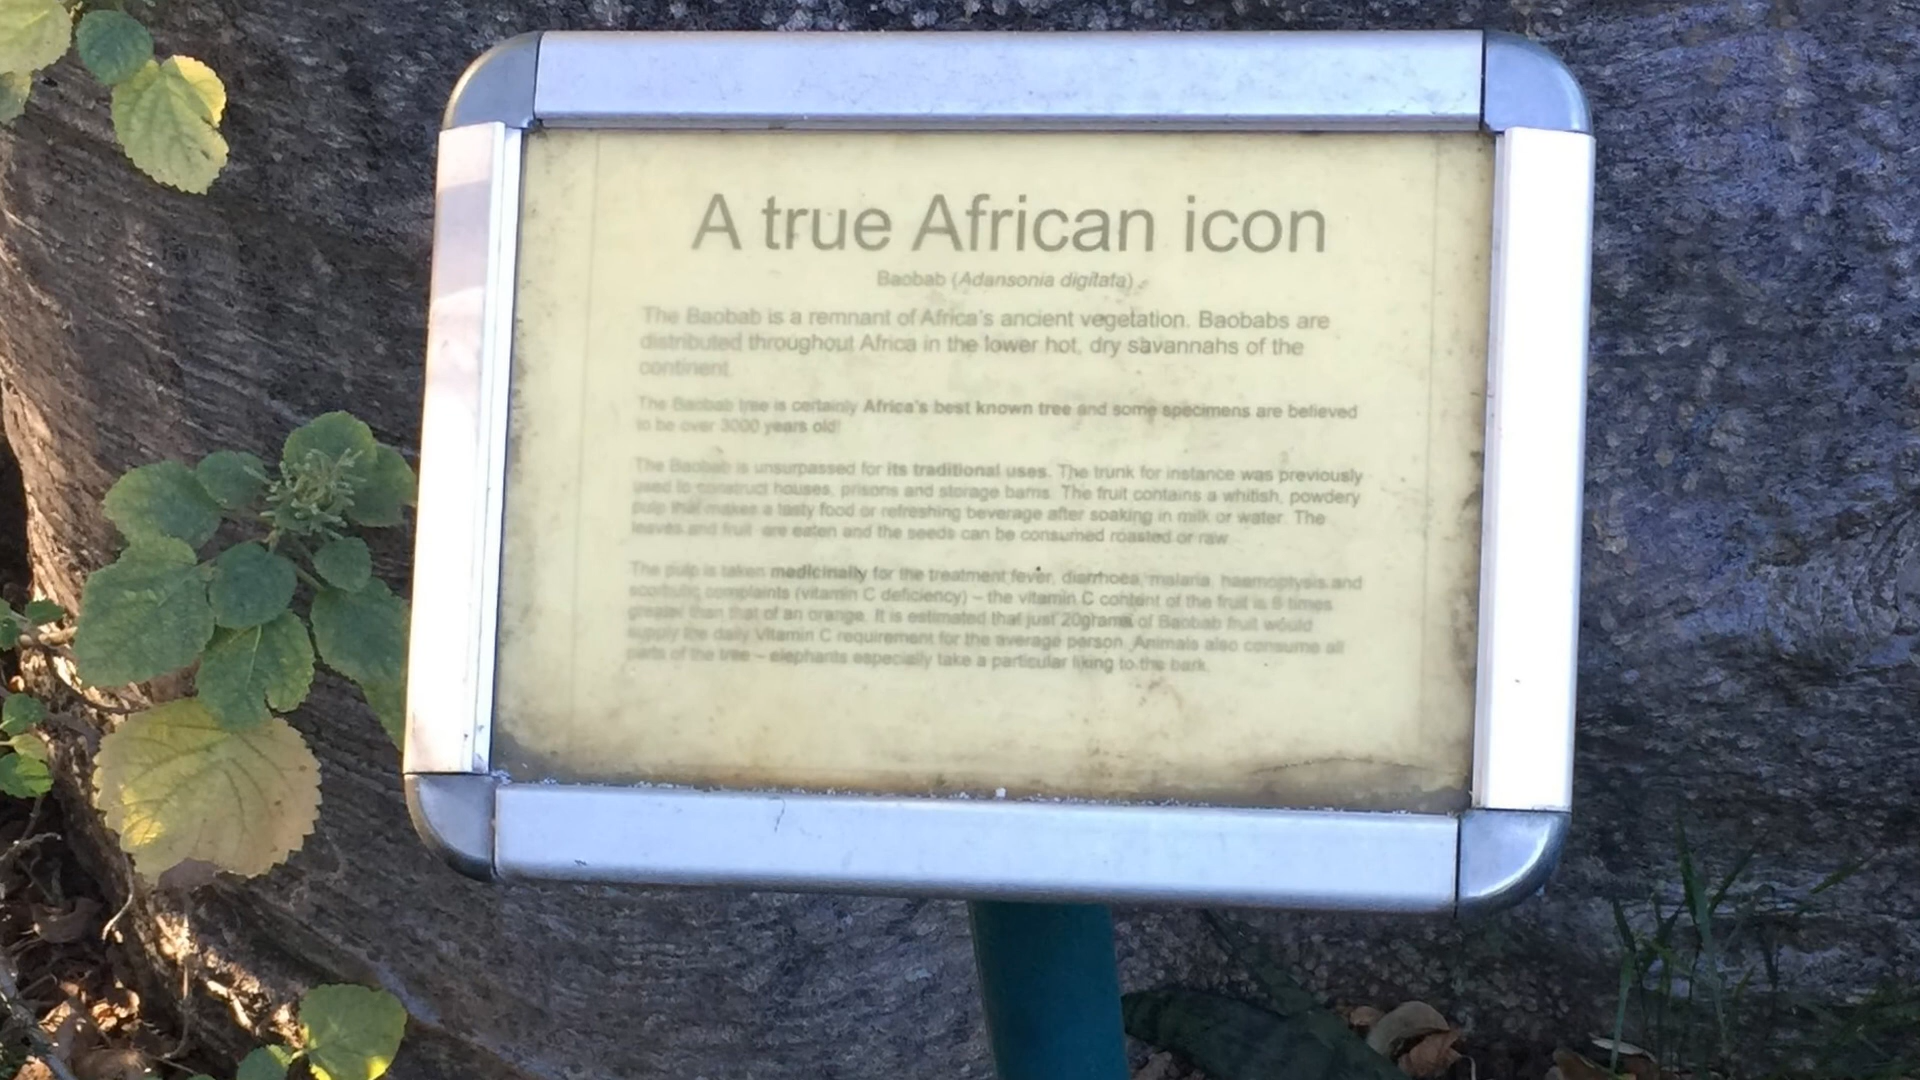 A true African icon
Baobab (Adansonia digitata)
The Baobab is a remnant of Africa's ancient vegetation. Baobabs are
distributed throughout Africa in the lower hot, dry savannahs of the
continent.
The Baobab tree is certainly Africa's best known tree and some specimens are believed
to be over 3000 years old!
The Baobab is unsurpassed for its traditional uses. The trunk for instance was previously
used to construct houses, prisons and storage barns. The fruit contains a whitish, powdery
pulp that makes a tasty food or refreshing beverage after soaking in milk or water. The
leaves and fruit are eaten and the seeds can be consumed roasted or raw
The pulp is taken medicinally for the treatment fever, diarrhoea, malaria, haemoptysis and
scorbutic complaints (vitamin C deficiency) – the vitamin C content of the fruit is times
greater than that of an orange. It is estimated that just 20grams of Baobab fruit would
supply the daily Vitamin C requirement for the average person. Animals also consume all
parts of the tree – elephants especially take a particular liking to the bark.